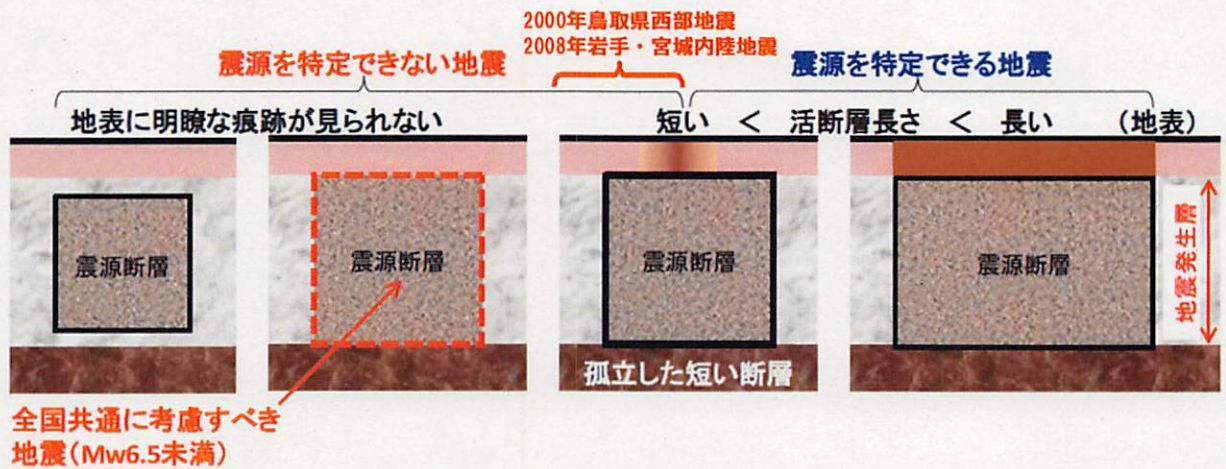 2000年鳥取県西部地震
2008年岩手・宮城内陸地震
震源を特定できない地震
震源を特定できる地震
地表に明瞭な痕跡が見られない
短い < 活断層長さ < 長い (地表)
震源断層
震源断層
震源断層
震源断層
地震発生層
孤立した短い断層
全国共通に考慮すべき
地震(Mw6.5未満)